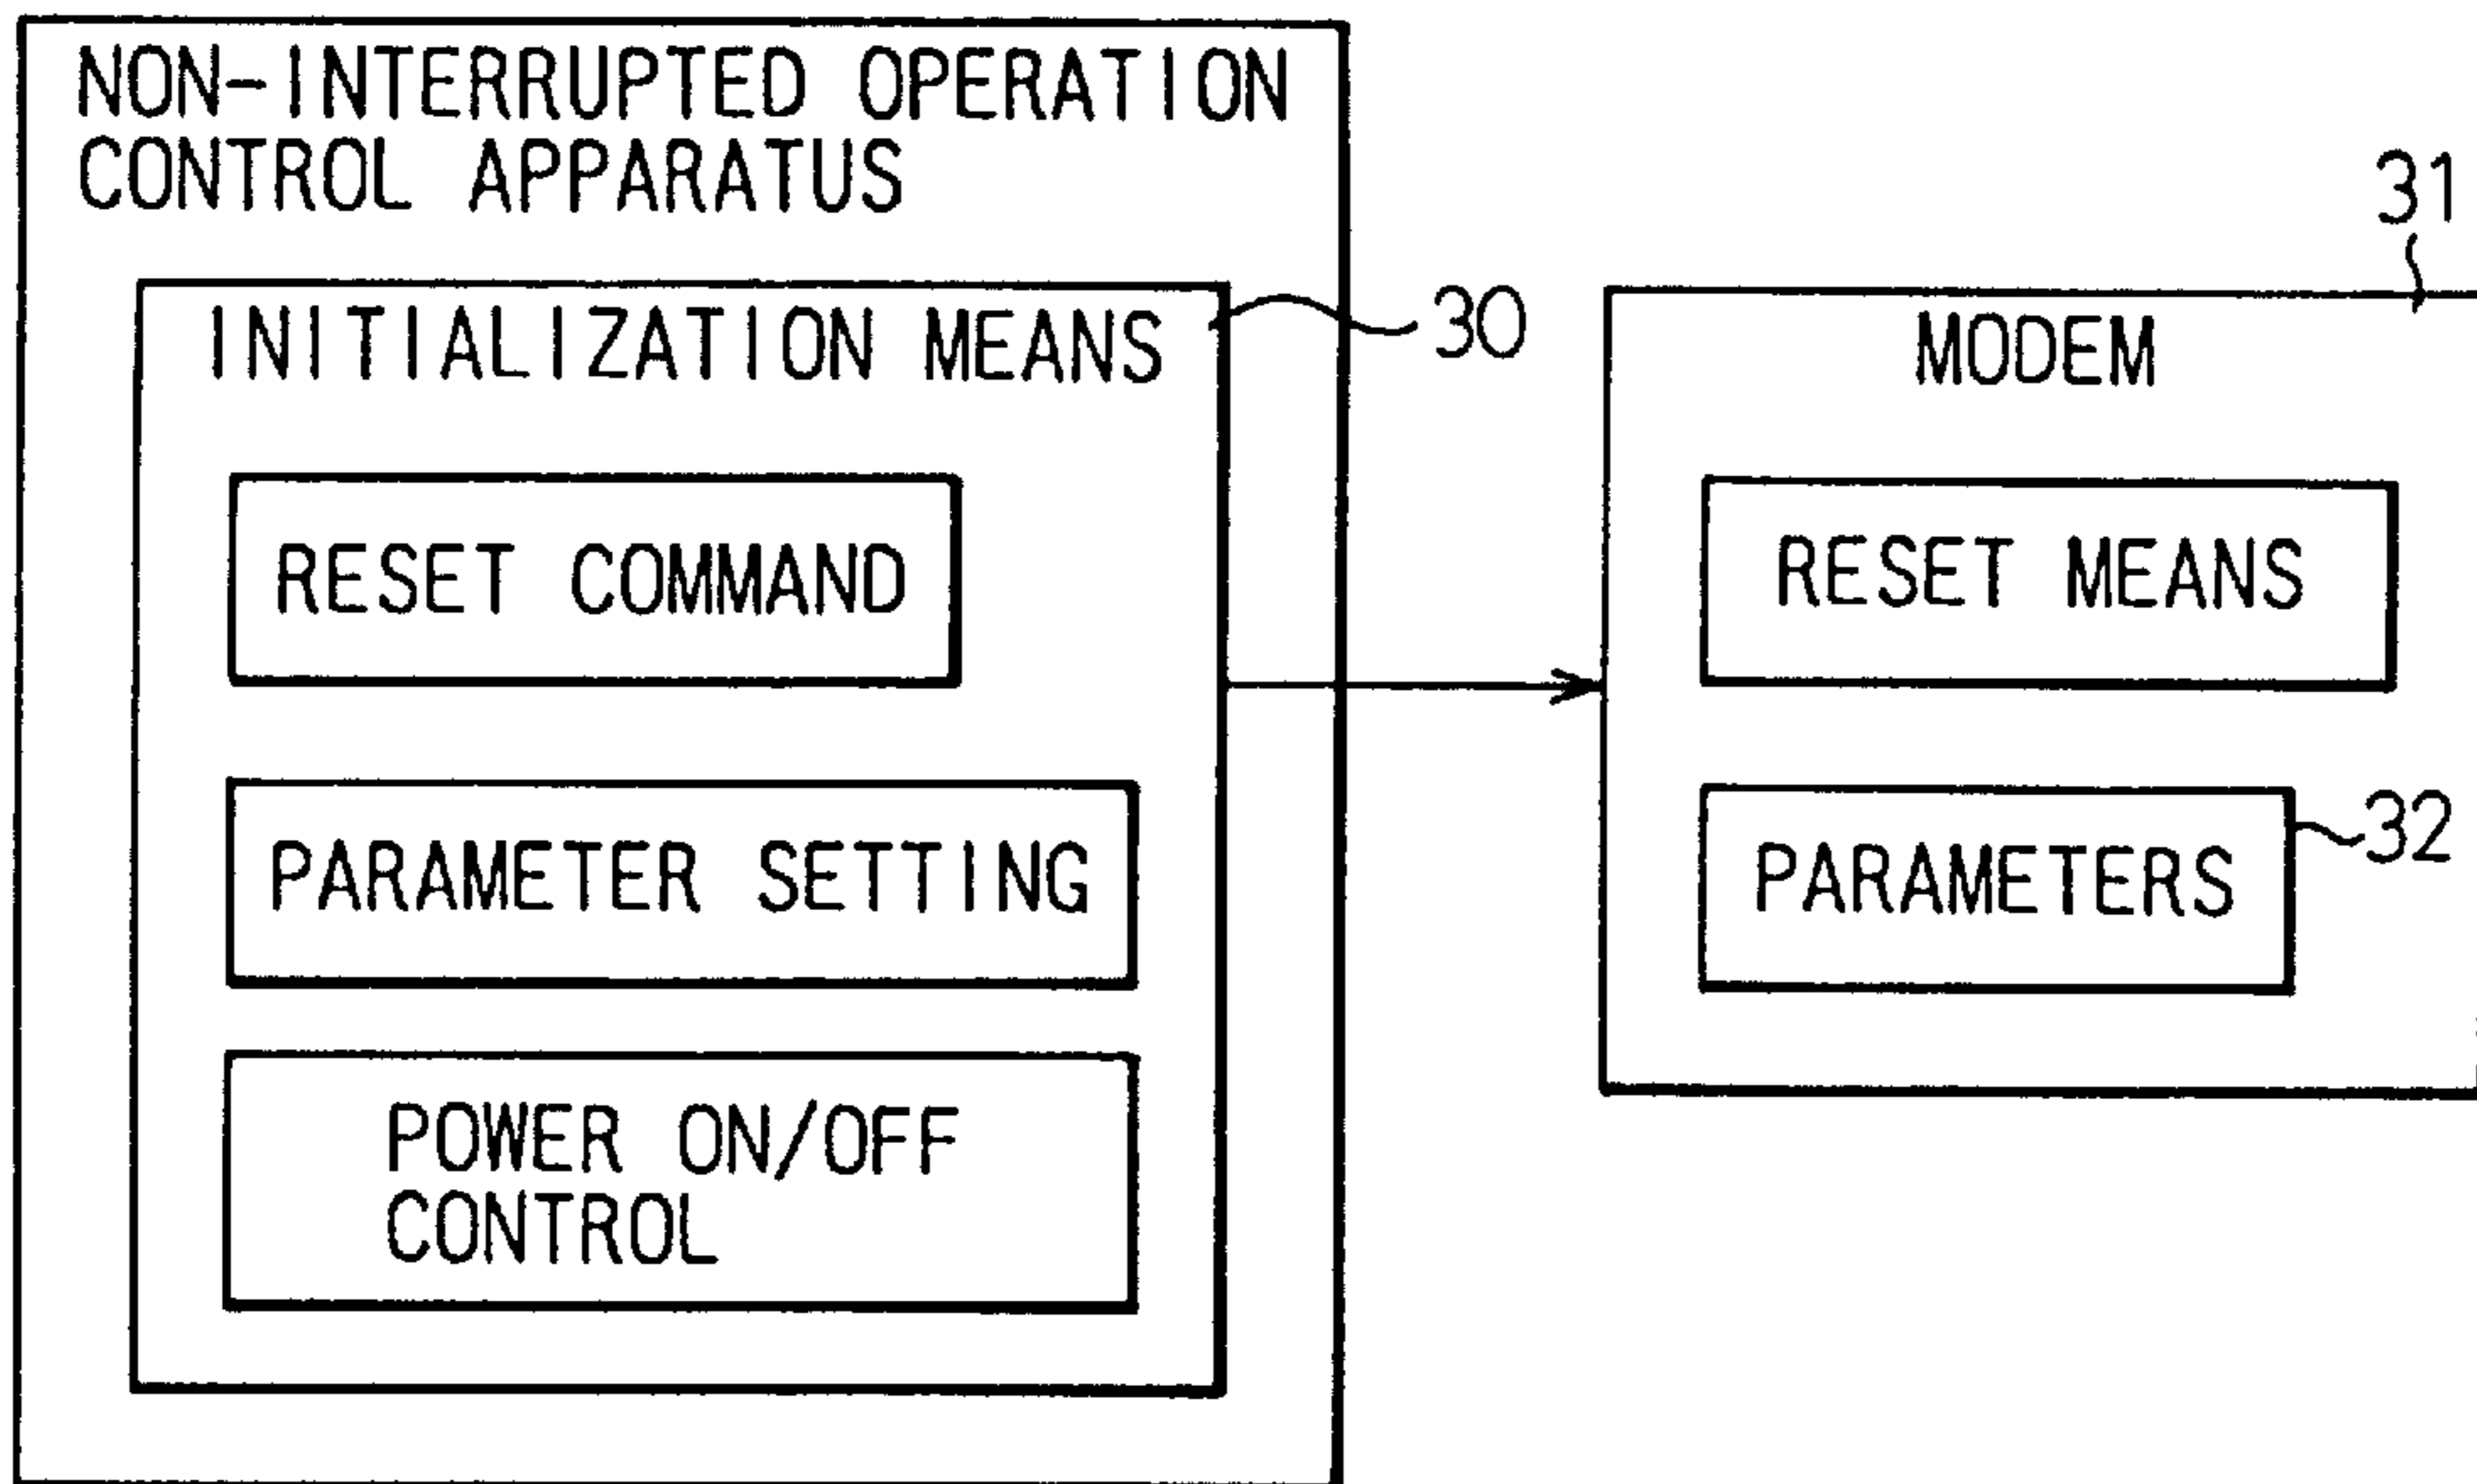 NON-INTERRUPTED OPERATION
CONTROL APPARATUS
31
INITIALIZATION MEANS
30
MODEM
RESET COMMAND
RESET MEANS
PARAMETER SETTING
PARAMETERS
32
POWER ON/OFF
CONTROL